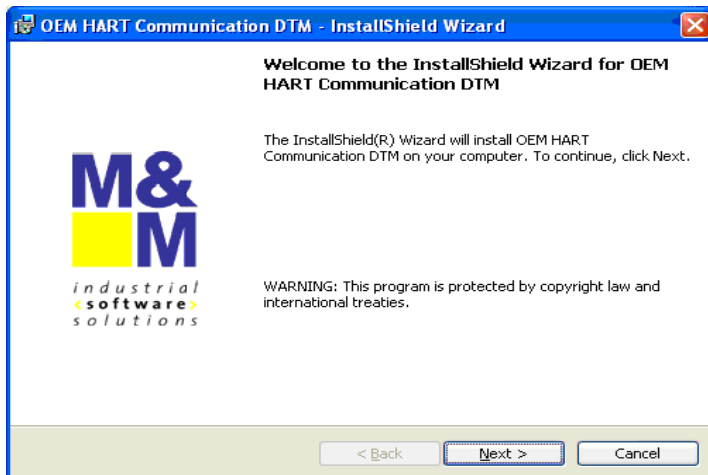 OEM HART Communication DTM - InstallShield Wizard
Welcome to the InstallShield Wizard for OEM
HART Communication DTM
The InstallShield(R) Wizard will install OEM HART
Communication DTM on your computer. To continue, click Next.
M&
M
industrial
<software>
solutions
WARNING: This program is protected by copyright law and
international treaties.
< Back
Next >
Cancel